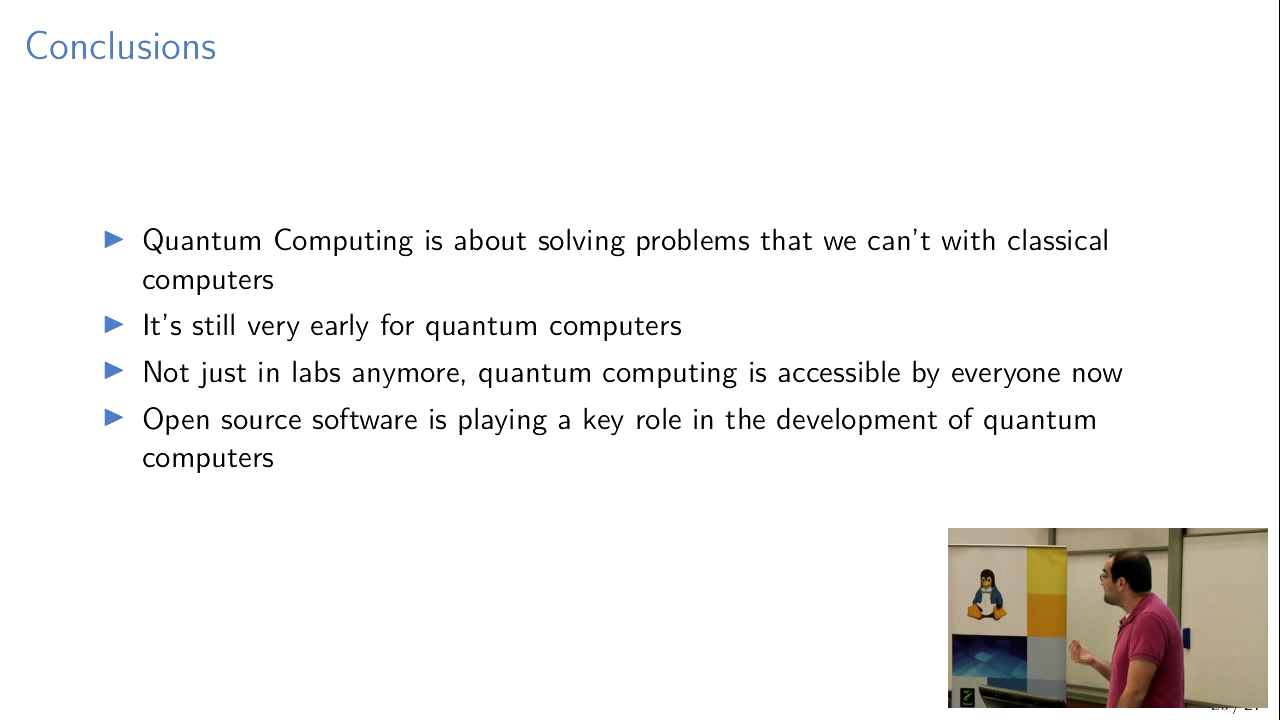 Conclusions
Quantum Computing is about solving problems that we can't with classical
computers
It's still very early for quantum computers
Not just in labs anymore, quantum computing is accessible by everyone now
Open source software is playing a key role in the development of quantum
computers